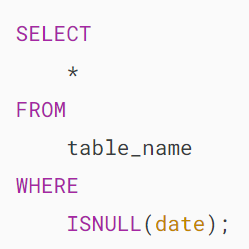 SELECT
    *
FROM
    table_name
WHERE
    ISNULL(date);